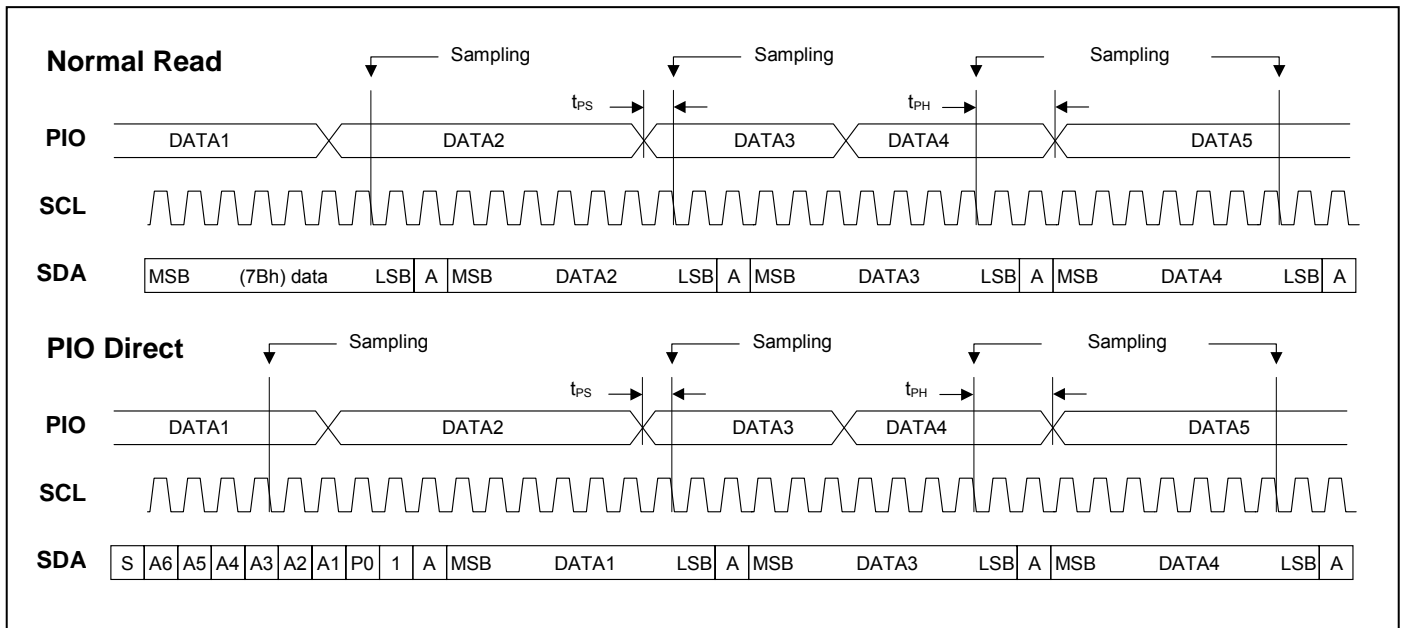 Normal Read
Sampling Sampling Sampling
tPS tPH
PIO DATA1 DATA2 DATA3 DATA4 DATA5
SCL
SDA MSB (7Bh) data LSB A MSB DATA2 LSB A MSB DATA3 LSB A MSB DATA4 LSB A
PIO Direct
Sampling Sampling Sampling
tPS tPH
PIO DATA1 DATA2 DATA3 DATA4 DATA5
SCL
SDA S A6 A5 A4 A3 A2 A1 P0 1 A MSB DATA1 LSB A MSB DATA3 LSB A MSB DATA4 LSB A